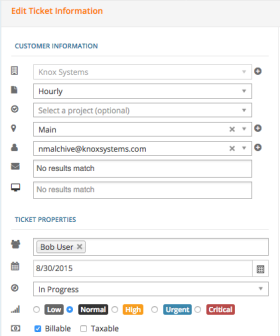 Edit Ticket Information
CUSTOMER INFORMATION
Knox Systems
Hourly
Select a project (optional)
Main
nmalchive@knoxsystems.com
No results match
No results match
TICKET PROPERTIES
Bob User
8/30/2015
In Progress
Low Normal High Urgent Critical
Billable Taxable